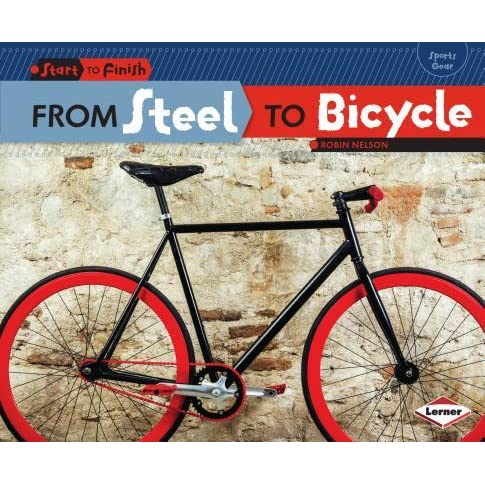 Start to Finish
Sports
Gear
FROM Steel TO Bicycle
ROBIN NELSON
Lerner